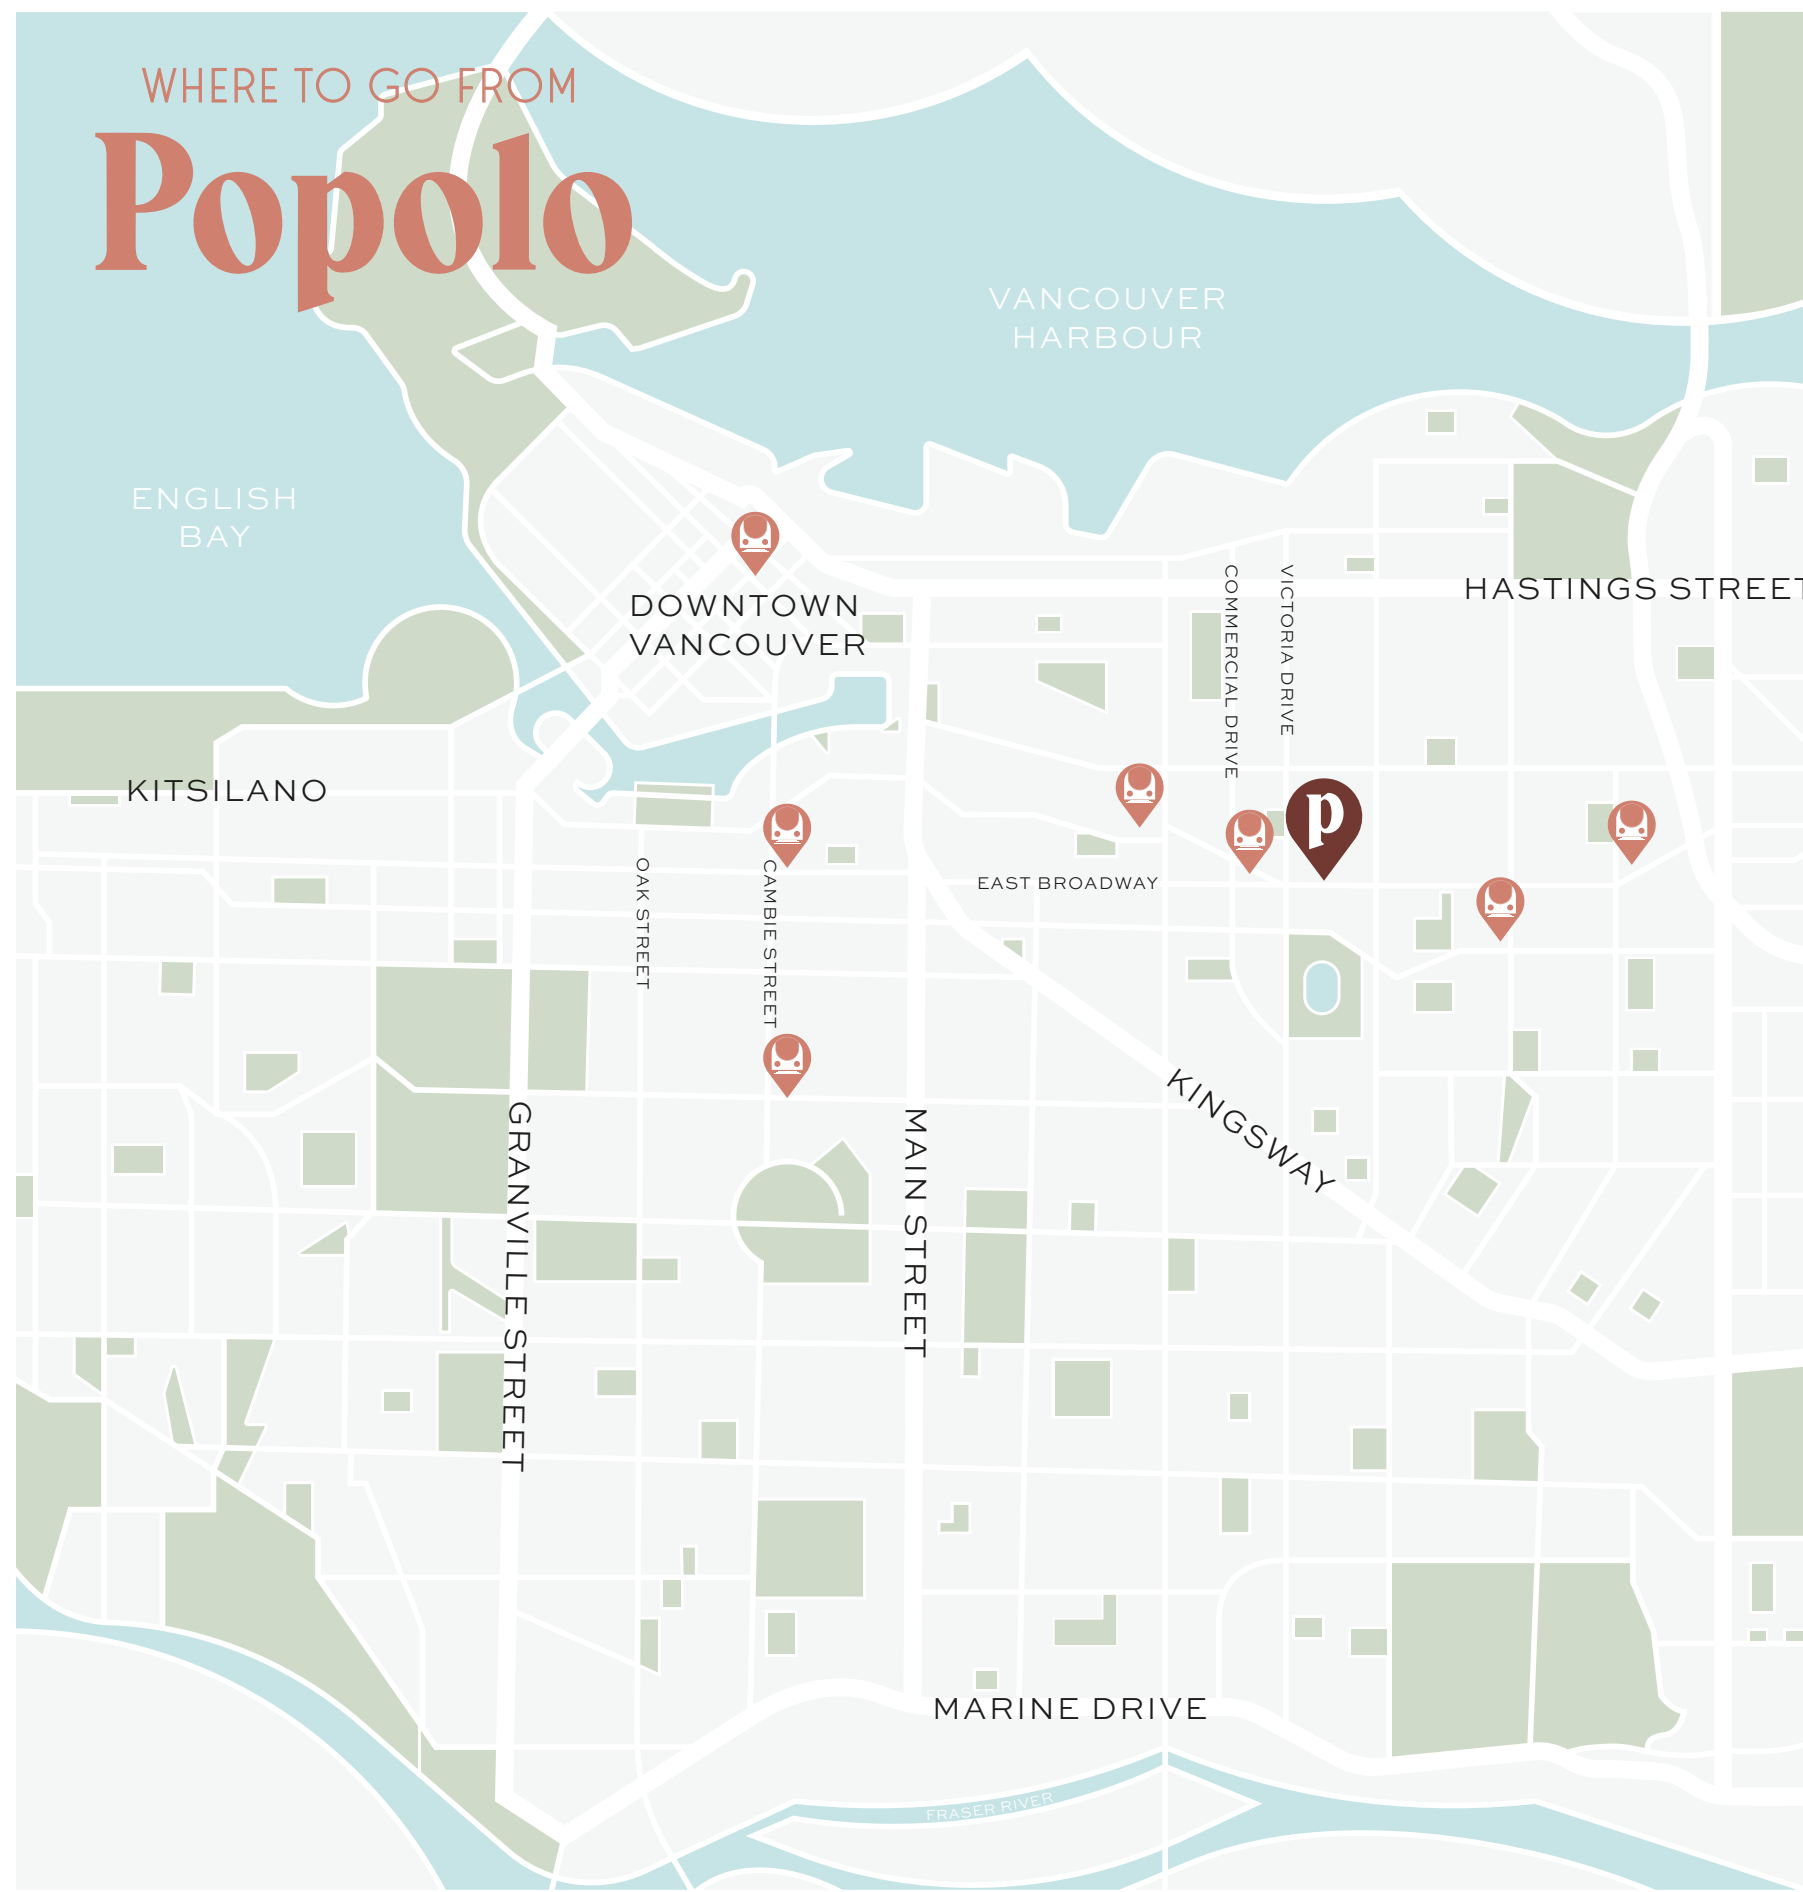 WHERE TO GO FROM
Popolo
VANCOUVER
HARBOUR
ENGLISH
BAY
DOWNTOWN
VANCOUVER
HASTINGS STREET
COMMERCIAL DRIVE
VICTORIA DRIVE
KITSILANO
p
OAK STREET
CAMBIE STREET
EAST BROADWAY
KINGSWAY
GRANVILLE STREET
MAIN STREET
MARINE DRIVE
FRASER RIVER